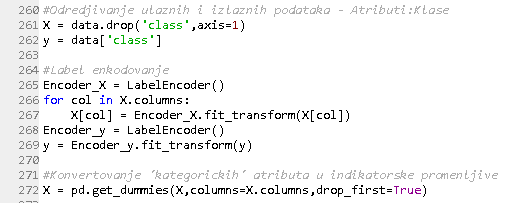 260 #Odredjivanje ulaznih i izlaznih podataka - Atributi:Klase
261 X = data.drop('class',axis=1)
262 y = data['class']
263
264 #Label enkodovanje
265 Encoder_X = LabelEncoder()
266 for col in X.columns:
267     X[col] = Encoder_X.fit_transform(X[col])
268 Encoder_y = LabelEncoder()
269 y = Encoder_y.fit_transform(y)
270
271 #Konvertovanje 'kategorickih' atributa u indikatorske promentjive
272 X = pd.get_dummies(X,columns=X.columns,drop_first=True)